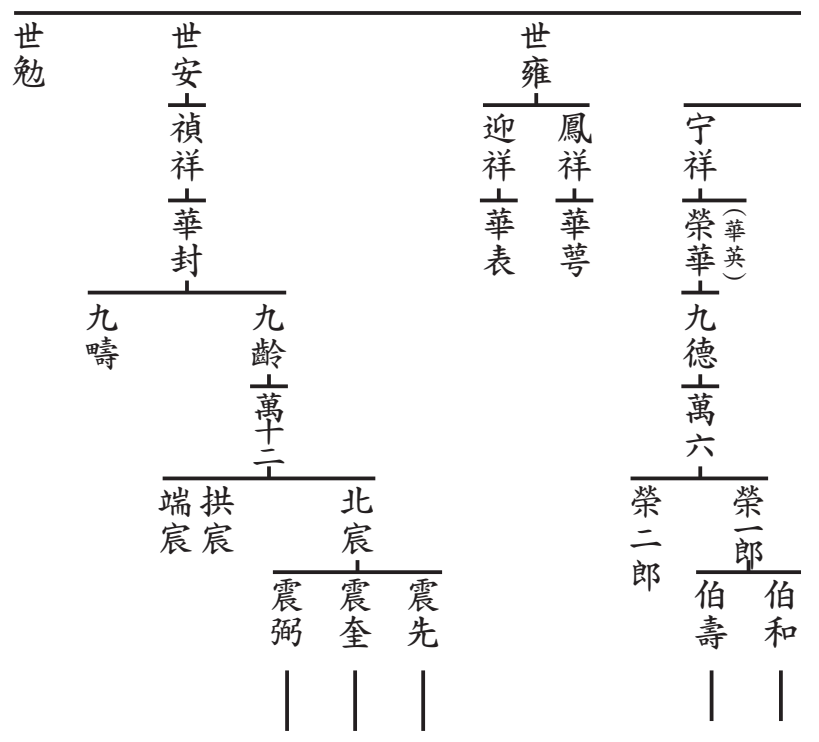 世雍
世安
世勉
宁祥
鳳祥
迎祥
禎祥
榮華
(華英)
華萼
華表
華封
九德
九齡
九疇
萬六
萬十二
榮一郎
榮二郎
北宸
拱宸
端宸
伯和
伯壽
震先
震奎
震弼